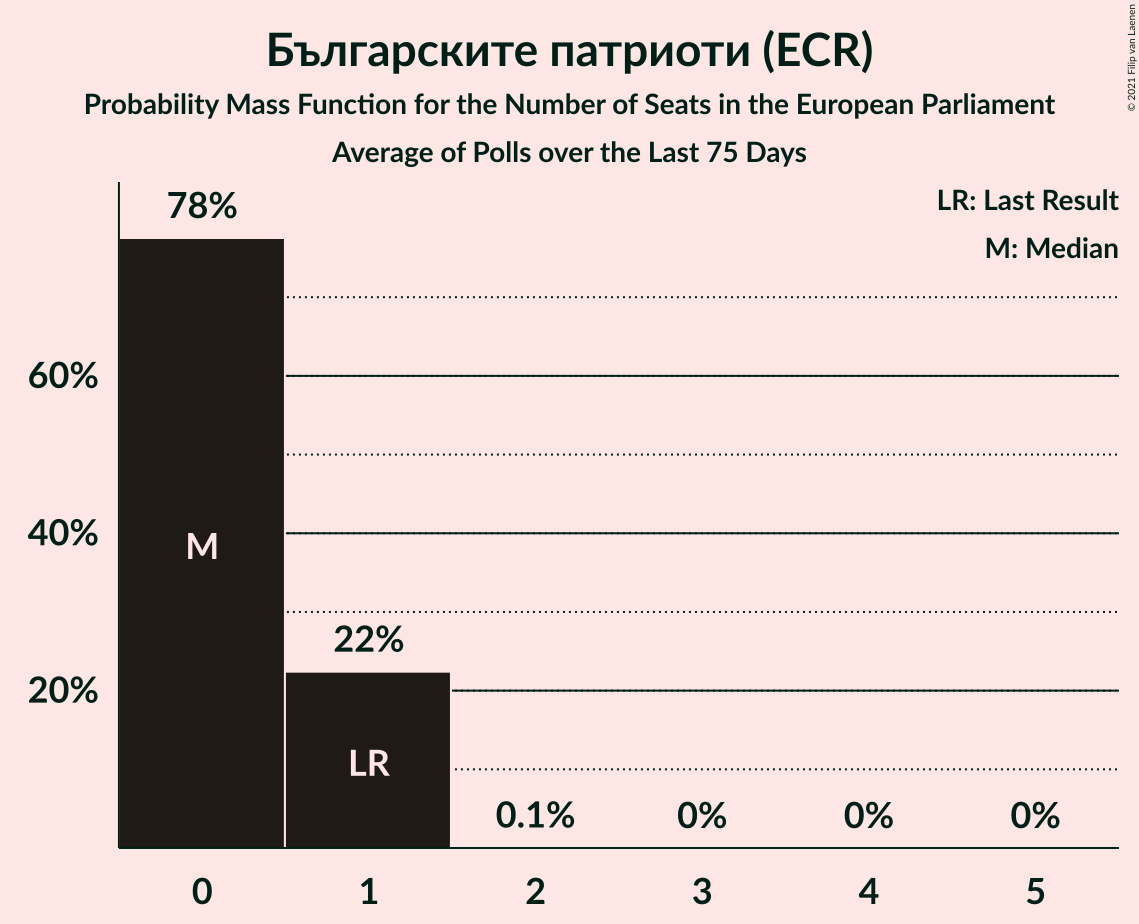 Българските патриоти (ECR)
Probability Mass Function for the Number of Seats in the European Parliament
Average of Polls over the Last 75 Days
© 2021 Filip van Laenen
LR: Last Result
M: Median
78%
60%
40%
20%
M
22%
LR
0.1%
0%
0%
0%
0
1
2
3
4
5